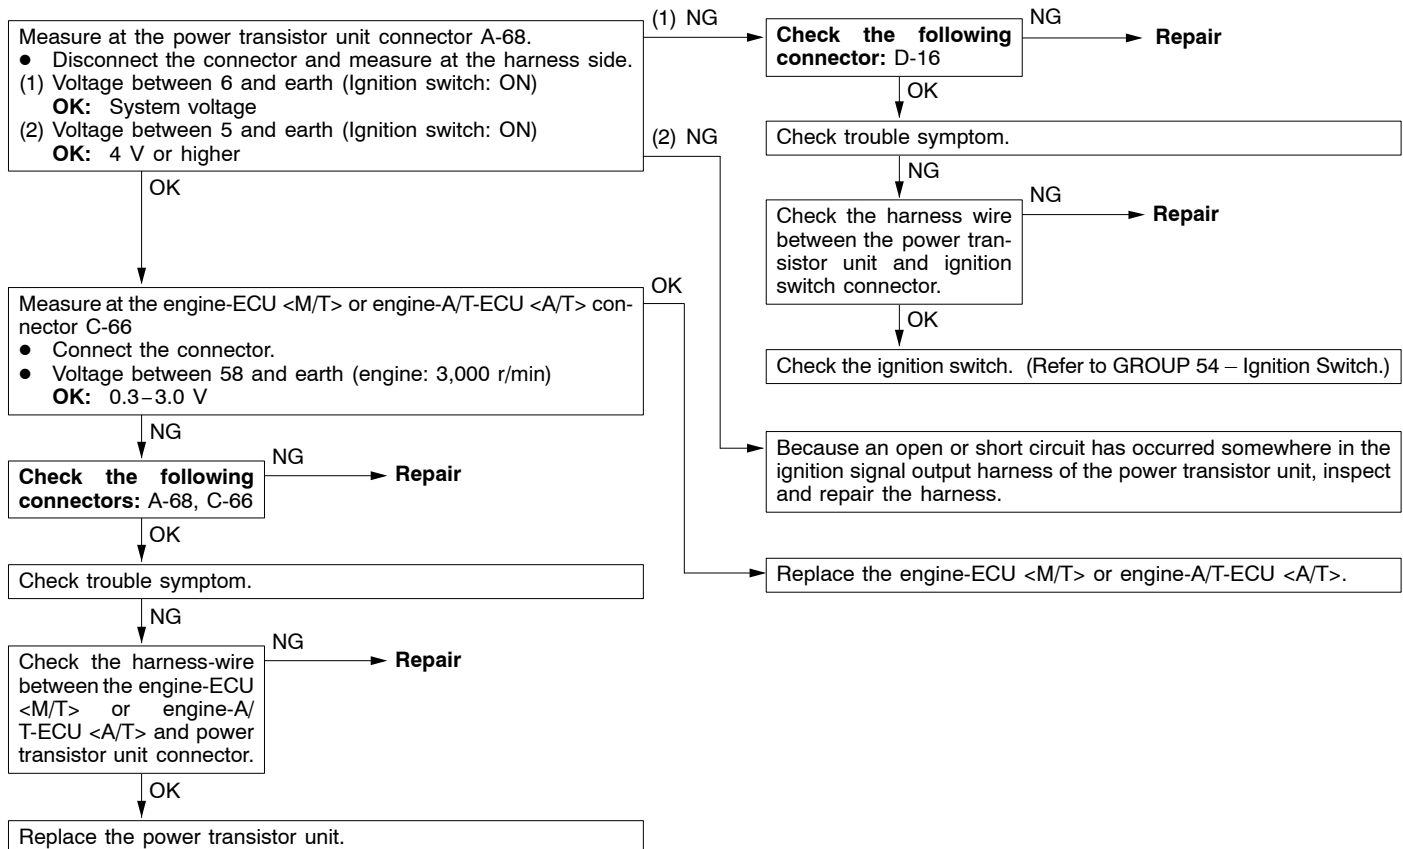 Measure at the power transistor unit connector A-68.
● Disconnect the connector and measure at the harness side.
(1) Voltage between 6 and earth (Ignition switch: ON)
OK: System voltage
(2) Voltage between 5 and earth (Ignition switch: ON)
OK: 4 V or higher
(1) NG
(2) NG
OK
Check the following
connector: D-16
NG
Repair
OK
Check trouble symptom.
NG
Check the harness wire
between the power tran-
sistor unit and ignition
switch connector.
NG
Repair
OK
Check the ignition switch. (Refer to GROUP 54 – Ignition Switch.)
Measure at the engine-ECU <M/T> or engine-A/T-ECU <A/T> con-
nector C-66
● Connect the connector.
● Voltage between 58 and earth (engine: 3,000 r/min)
OK: 0.3–3.0 V
OK
NG
Because an open or short circuit has occurred somewhere in the
ignition signal output harness of the power transistor unit, inspect
and repair the harness.
Check the following
connectors: A-68, C-66
NG
Repair
OK
Replace the engine-ECU <M/T> or engine-A/T-ECU <A/T>.
Check trouble symptom.
NG
Check the harness-wire
between the engine-ECU
<M/T> or engine-A/
T-ECU <A/T> and power
transistor unit connector.
NG
Repair
OK
Replace the power transistor unit.